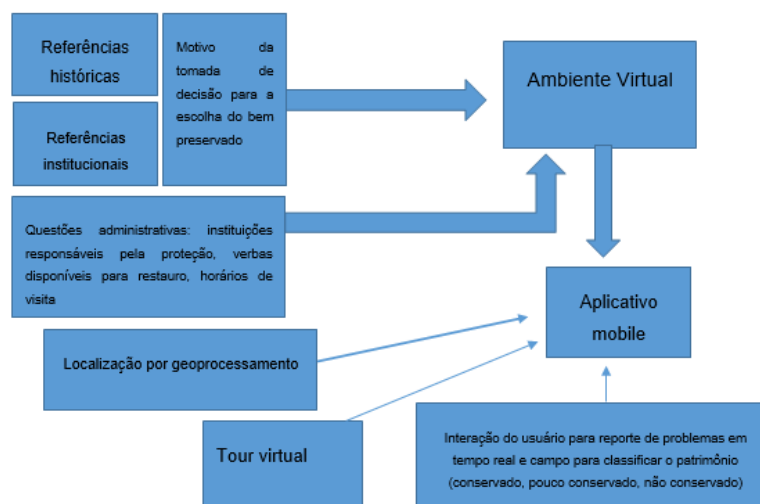 Referências
históricas
Motivo da
tomada de
decisão para a
escolha do bem
preservado
Ambiente Virtual
Referências
institucionais
Questões administrativas: instituições
responsáveis pela proteção, verbas
disponíveis para restauro, horários de
visita
Aplicativo
mobile
Localização por geoprocessamento
Tour virtual
Interação do usuário para reporte de problemas em
tempo real e campo para classificar o patrimônio
(conservado, pouco conservado, não conservado)